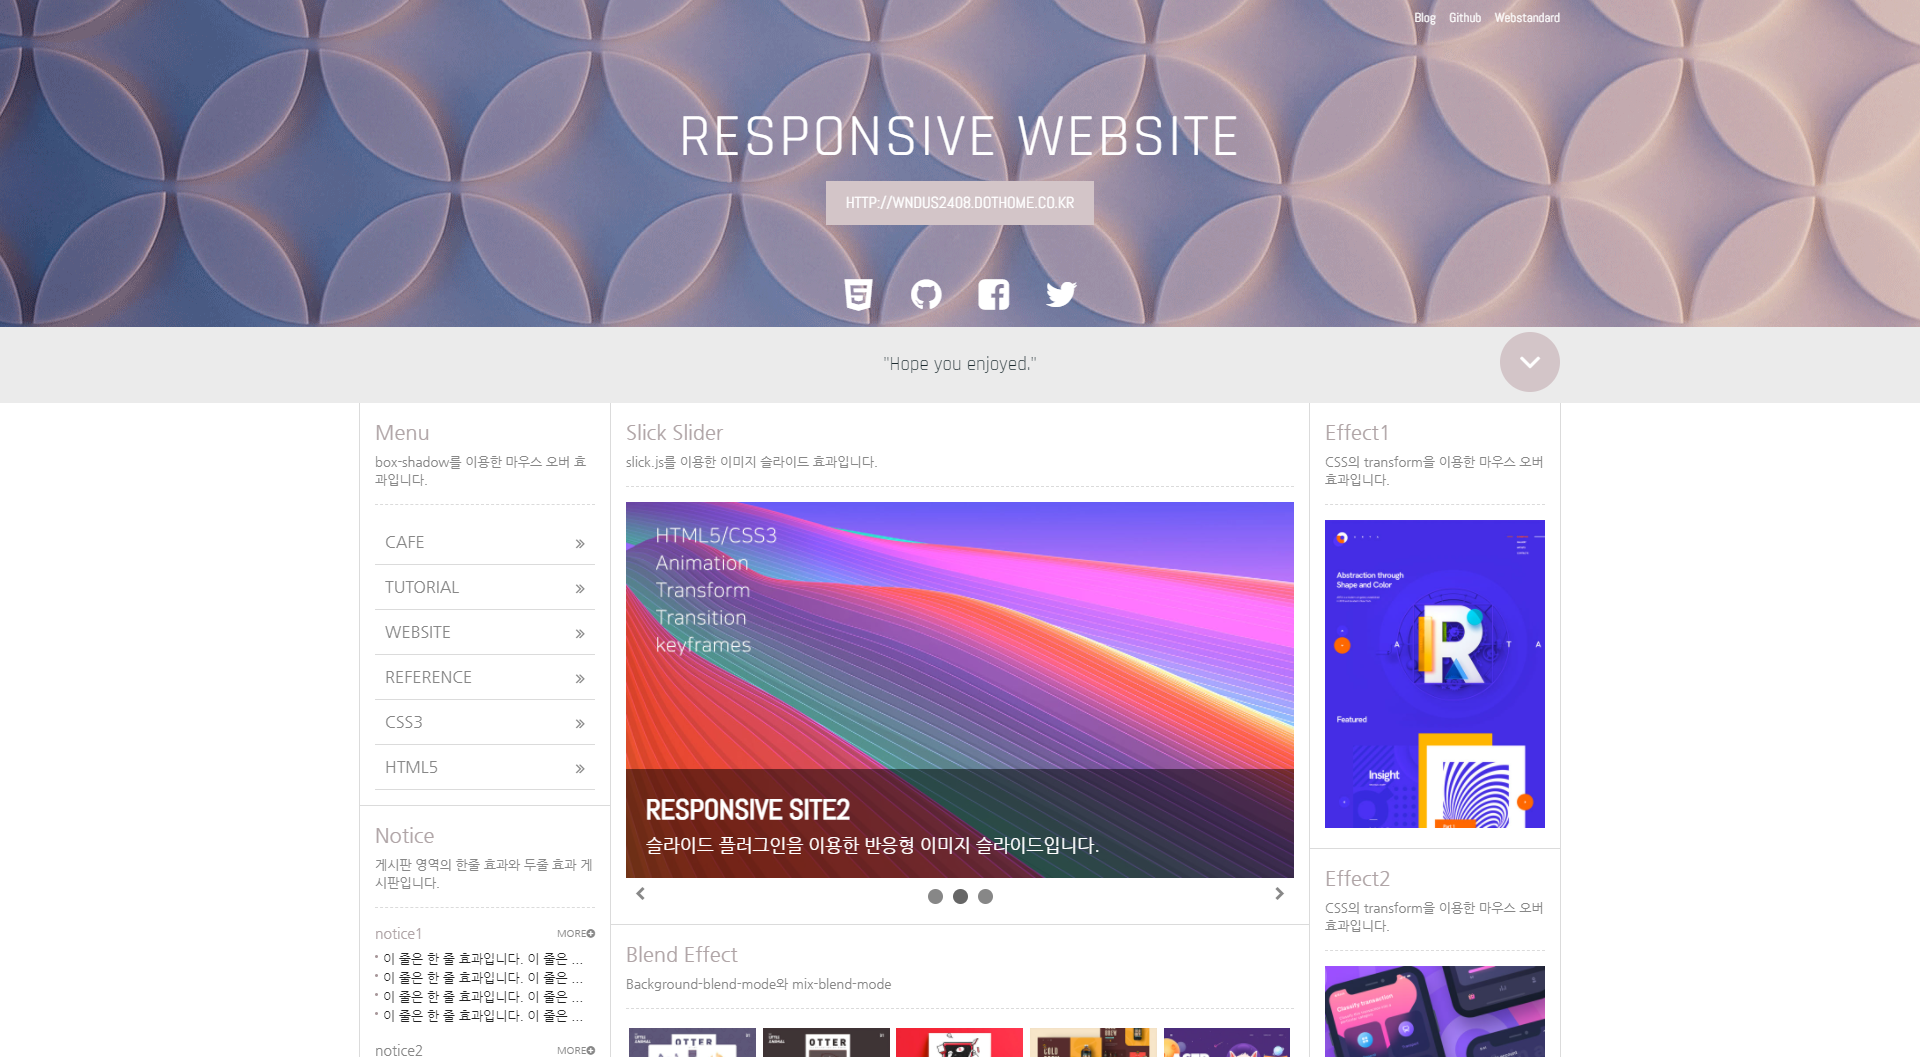 Blog Github Webstandard
RESPONSIVE WEBSITE
HTTP://WNDUS2408.DOTHOME.CO.KR
"Hope you enjoyed."
Menu
box-shadow를 이용한 마우스 오버 효
과입니다.
CAFE
TUTORIAL
WEBSITE
REFERENCE
CSS3
HTML5
Notice
게시판 영역의 한줄 효과와 두줄 효과 게
시판입니다.
notice1 MORE
이 줄은 한 줄 효과입니다. 이 줄은 ...
이 줄은 한 줄 효과입니다. 이 줄은 ...
이 줄은 한 줄 효과입니다. 이 줄은 ...
이 줄은 한 줄 효과입니다. 이 줄은 ...
notice2 MORE
Slick Slider
slick.js를 이용한 이미지 슬라이드 효과입니다.
HTML5/CSS3
Animation
Transform
Transition
keyframes
RESPONSIVE SITE2
슬라이드 플러그인을 이용한 반응형 이미지 슬라이드입니다.
Blend Effect
Background-blend-mode와 mix-blend-mode
OTTER
OTTER
Effect1
CSS의 transform을 이용한 마우스 오버
효과입니다.
Abstraction through
Shape and Color
R
A T A
Featured
Insight
Effect2
CSS의 transform을 이용한 마우스 오버
효과입니다.
Classify transaction